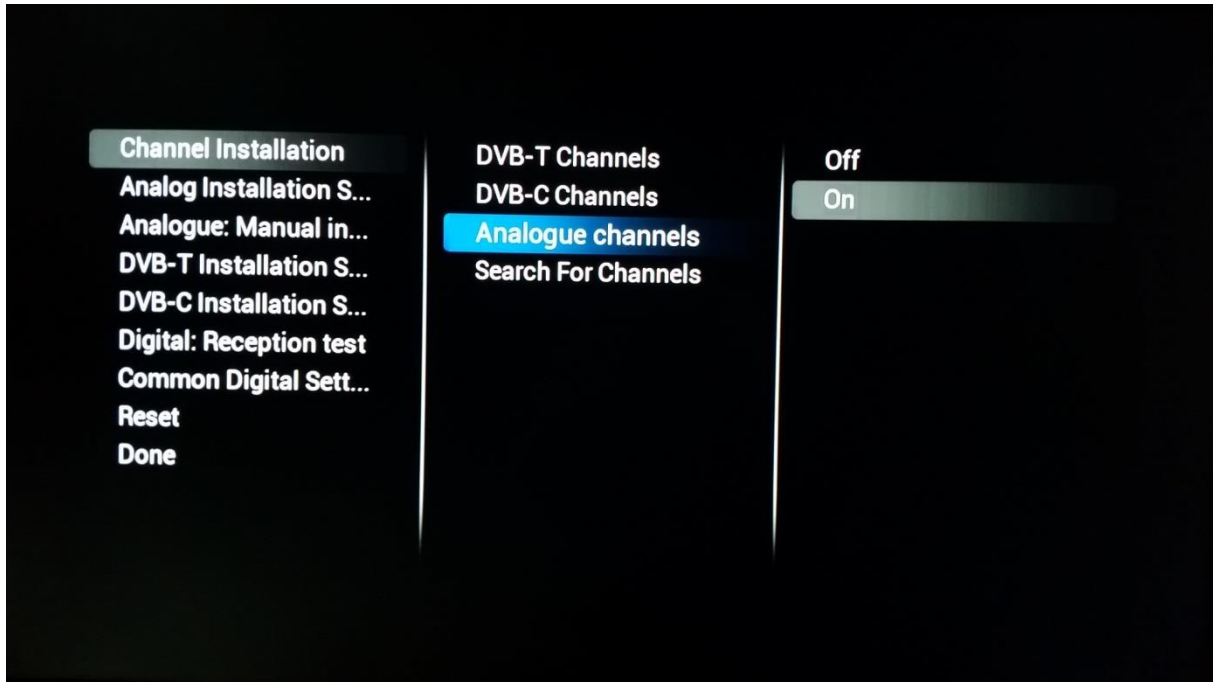 Channel Installation
Analog Installation S...
Analogue: Manual in...
DVB-T Installation S...
DVB-C Installation S...
Digital: Reception test
Common Digital Sett...
Reset
Done
DVB-T Channels
DVB-C Channels
Analogue channels
Search For Channels
Off
On